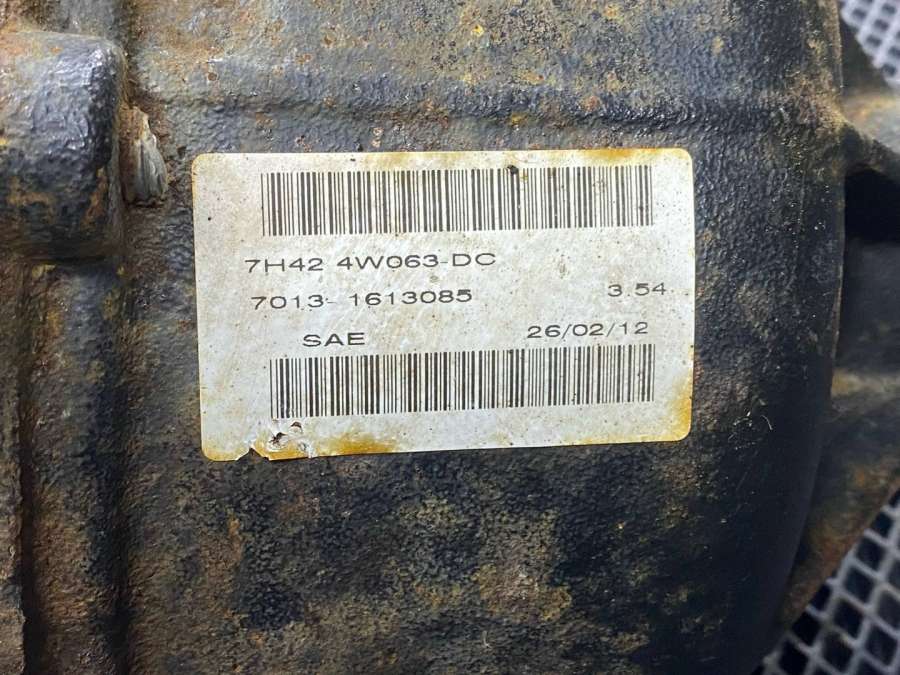 7H42 4W063-DC
7013- 1613085 3.54
SAE 26/02/12